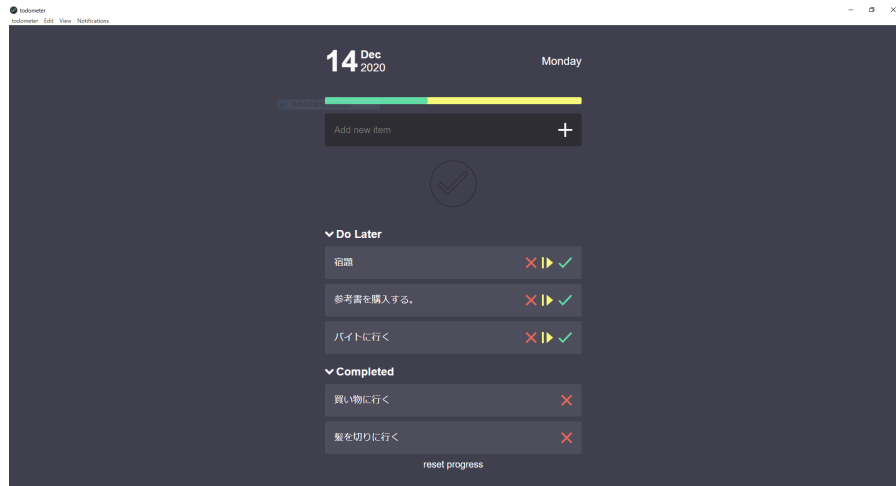 todometer
todometer Edit View Notifications
14 Dec 2020 Monday
Add new item
Do Later
宿題
参考書を購入する。
バイトに行く
Completed
買い物に行く
髪を切りに行く
reset progress